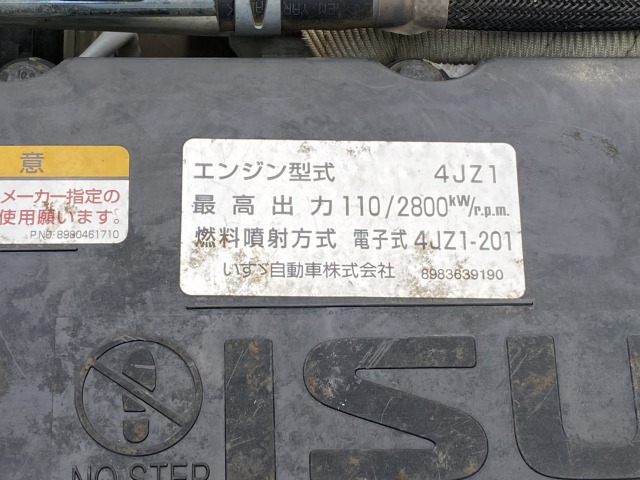 意
メーカー指定の
使用願います。
P.NO. 8980461710
エンジン型式 4JZ1
最高出力 110/2800kW/r.p.m.
燃料噴射方式 電子式 4JZ1-201
いすゞ自動車株式会社 8983639190
ISU
NO STEP